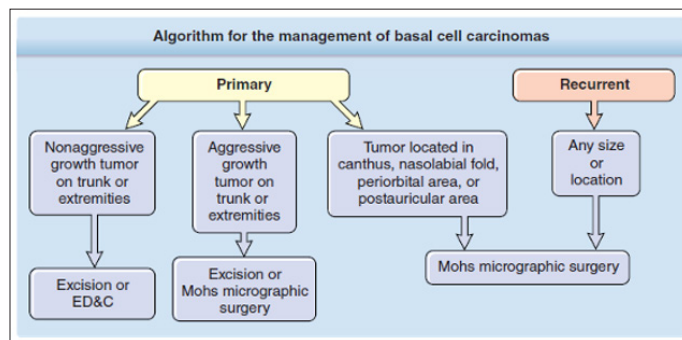 Algorithm for the management of basal cell carcinomas
Primary
Recurrent
Nonaggressive
growth tumor
on trunk or
extremities
Aggressive
growth
tumor on
trunk or
extremities
Tumor located in
canthus, nasolabial fold,
periorbital area, or
postauricular area
Any size
or
location
Excision or
ED&C
Excision or
Mohs micrographic
surgery
Mohs micrographic surgery